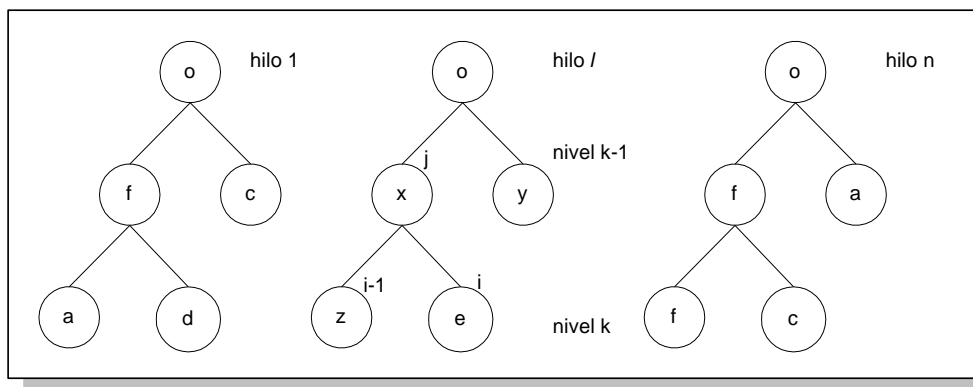 o hilo 1 o hilo l o hilo n
j nivel k-1
f c x y f a
i-1 i
a d z e nivel k f c